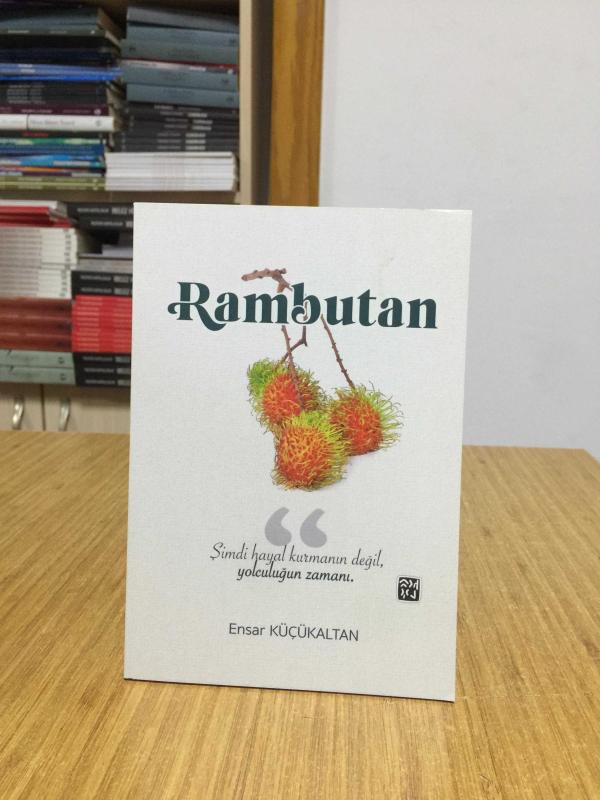 Rambutan
“
Şimdi hayal kurmanın değil,
yolculuğun zamanı.
Ensar KÜÇÜKALTAN